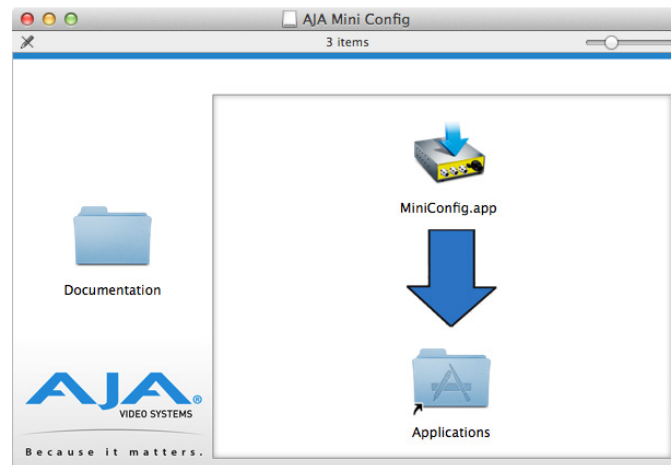 AJA Mini Config
3 items
MiniConfig.app
Documentation
Applications
AJA®
VIDEO SYSTEMS
Because it matters.